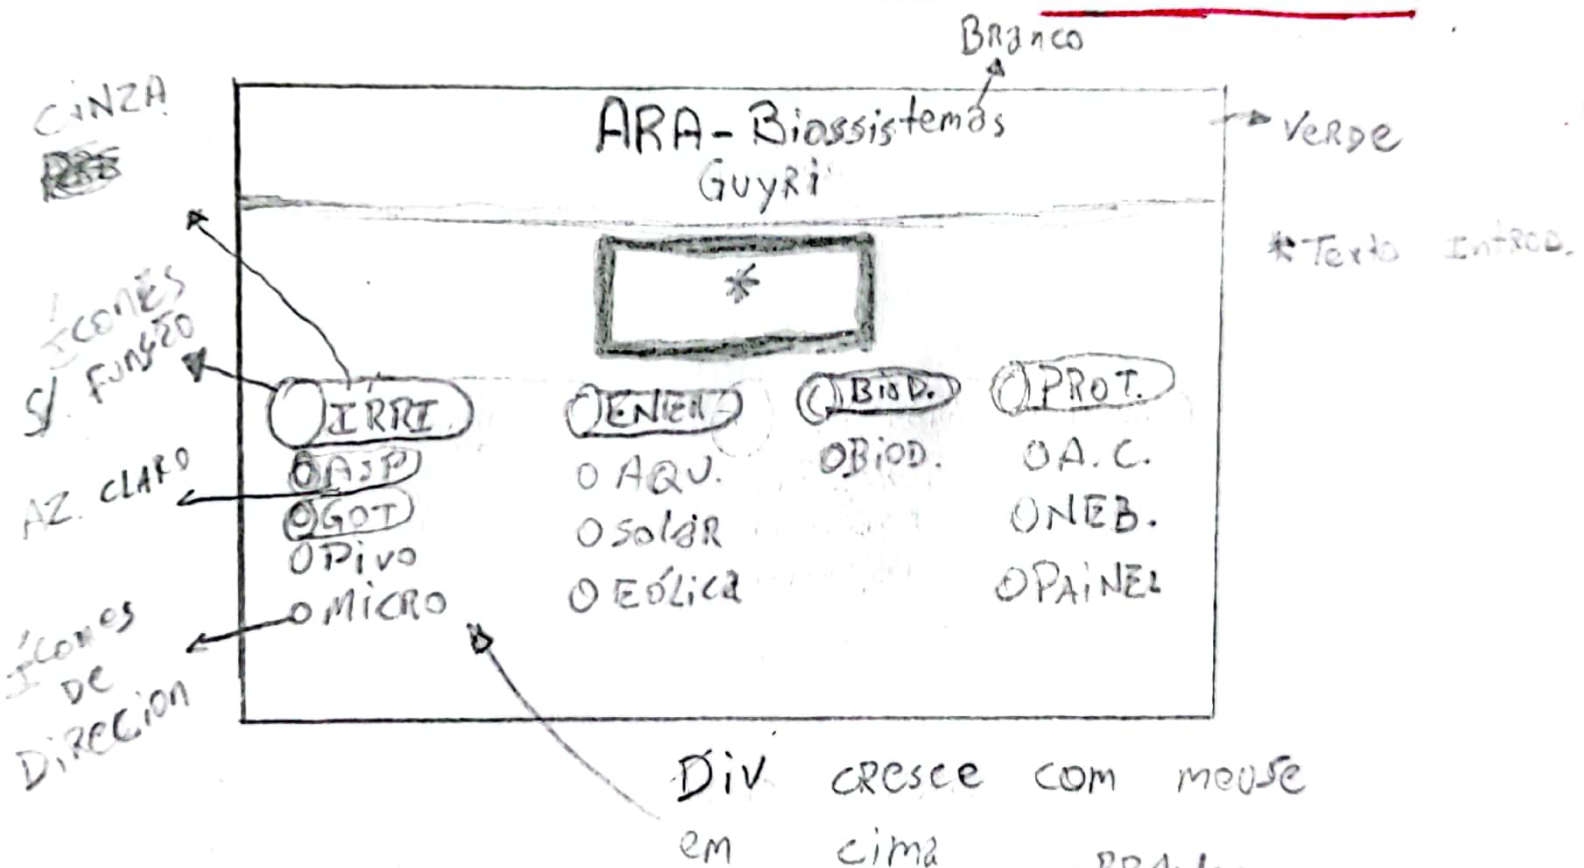 Branco
CINZA
ARA-Biossistemas
VERDE
GUYRI
*Texto Introd.
*
Ícones
S/. Função
IRRI.
ENER.
BIOD.
PROT.
ASP
AQU.
BIOD.
A.C.
AZ. CLARO
GOT
Solar
NEB.
Pivo
EÓLica
PAiNEL
MiCRO
Ícones
De
Direcion
Div cresce com mouse
em cima